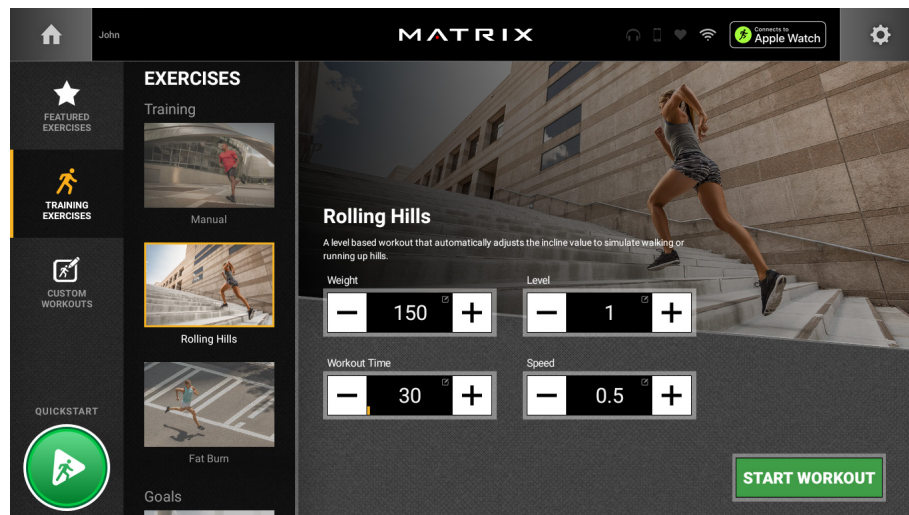 John
MATRIX
Connects to
Apple Watch
FEATURED
EXERCISES
TRAINING
EXERCISES
CUSTOM
WORKOUTS
QUICKSTART
EXERCISES
Training
Manual
Rolling Hills
Fat Burn
Goals
Rolling Hills
A level based workout that automatically adjusts the incline value to simulate walking or
running up hills.
Weight
Level
150
1
Workout Time
Speed
30
0.5
START WORKOUT